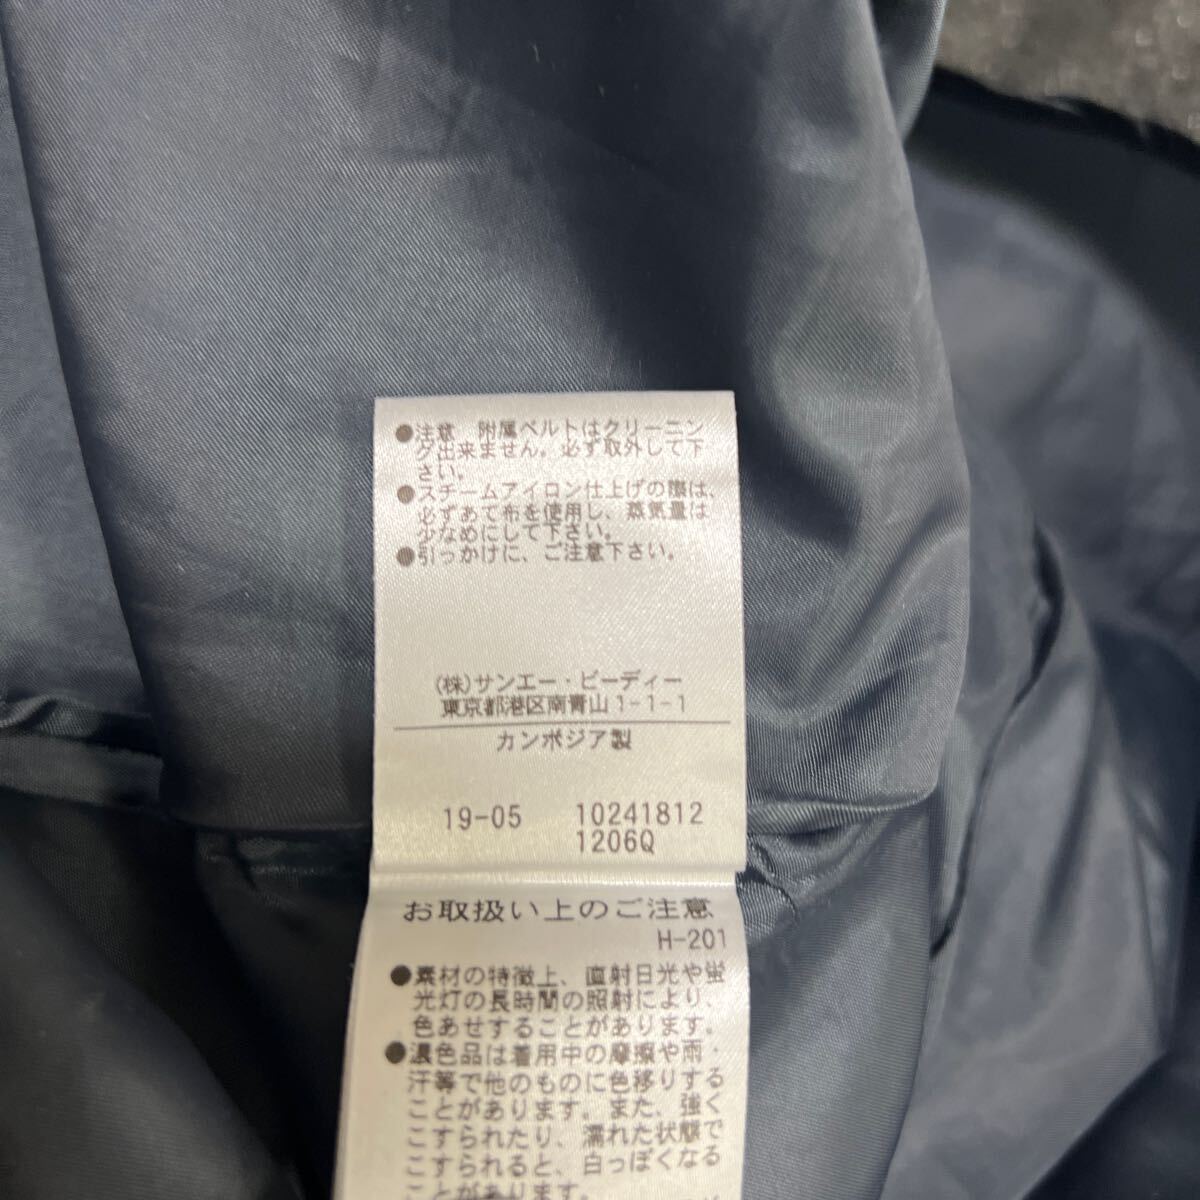 ●注意 附属ベルトはクリーニン
グ出来ません。必ず取外して下
さい。
●スチームアイロン仕上げの際は、
必ずあて布を使用し、蒸気量は
少なめにして下さい。
●引っかけに、ご注意下さい。
(株)サンエー・ビーディー
東京都港区南青山1-1-1
カンボジア製
19-05 10241812
1206Q
お取扱い上のご注意
H-201
●素材の特徴上、直射日光や蛍
光灯の長時間の照射により、
色あせすることがあります。
●濃色品は着用中の摩擦や雨・
汗等で他のものに色移りする
ことがあります。また、強く
こすられたり、濡れた状態で
こすられると、白っぽくなる
ことがあります。